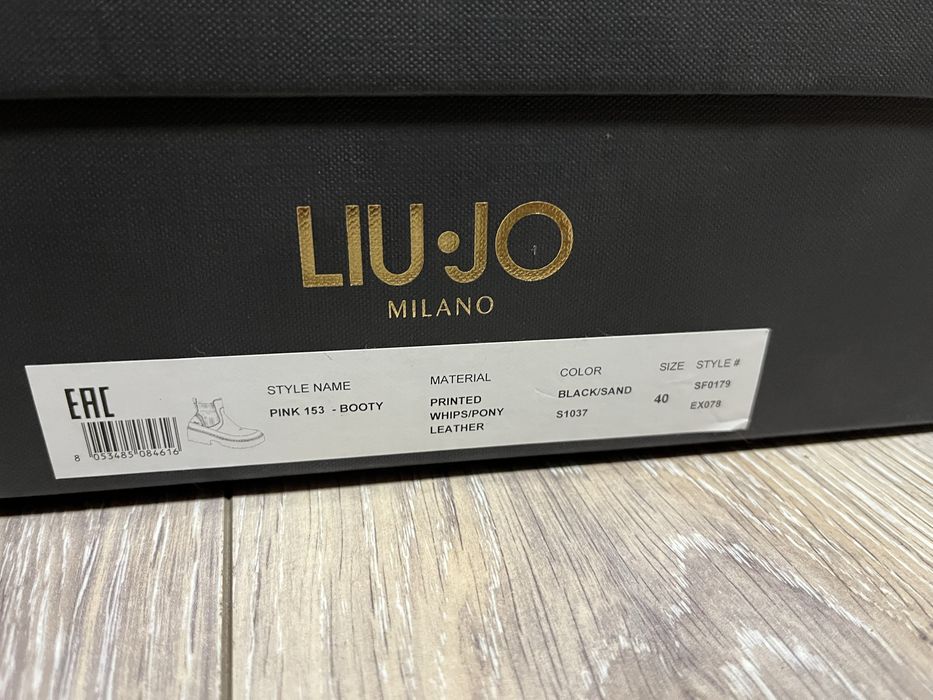 LIU·JO
MILANO
EAC
8 053485 084616
STYLE NAME
PINK 153 - BOOTY
MATERIAL
PRINTED
WHIPS/PONY
LEATHER
COLOR
BLACK/SAND
S1037
SIZE
40
STYLE #
SF0179
EX078